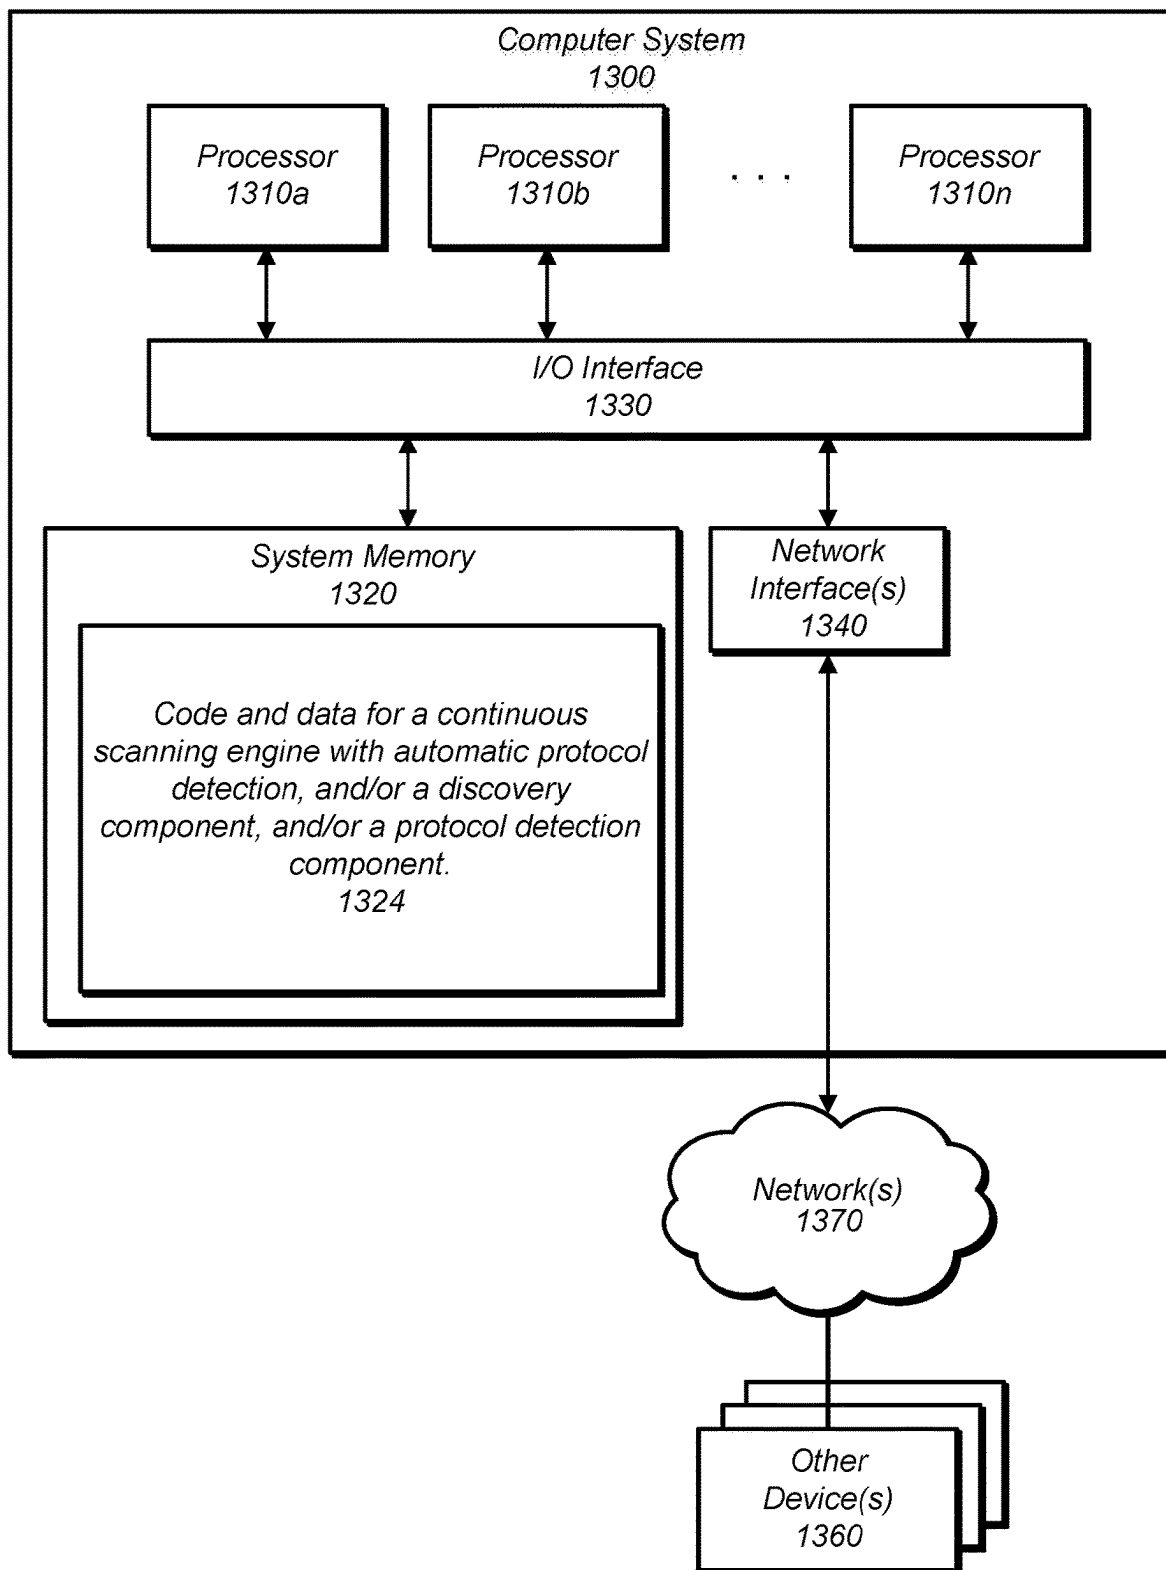 Computer System
1300
Processor
1310a
Processor
1310b
. . .
Processor
1310n
I/O Interface
1330
System Memory
1320
Network
Interface(s)
1340
Code and data for a continuous
scanning engine with automatic protocol
detection, and/or a discovery
component, and/or a protocol detection
component.
1324
Network(s)
1370
Other
Device(s)
1360